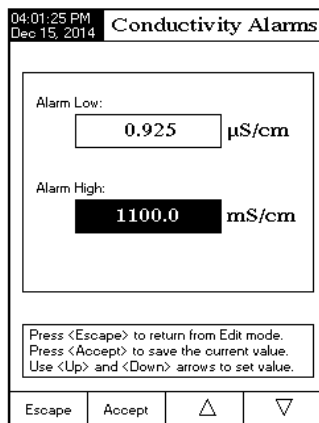 04:01:25 PM
Dec 15, 2014
Conductivity Alarms
Alarm Low:
0.925 µS/cm
Alarm High:
1100.0 mS/cm
Press <Escape> to return from Edit mode.
Press <Accept> to save the current value.
Use <Up> and <Down> arrows to set value.
Escape Accept △ ▽